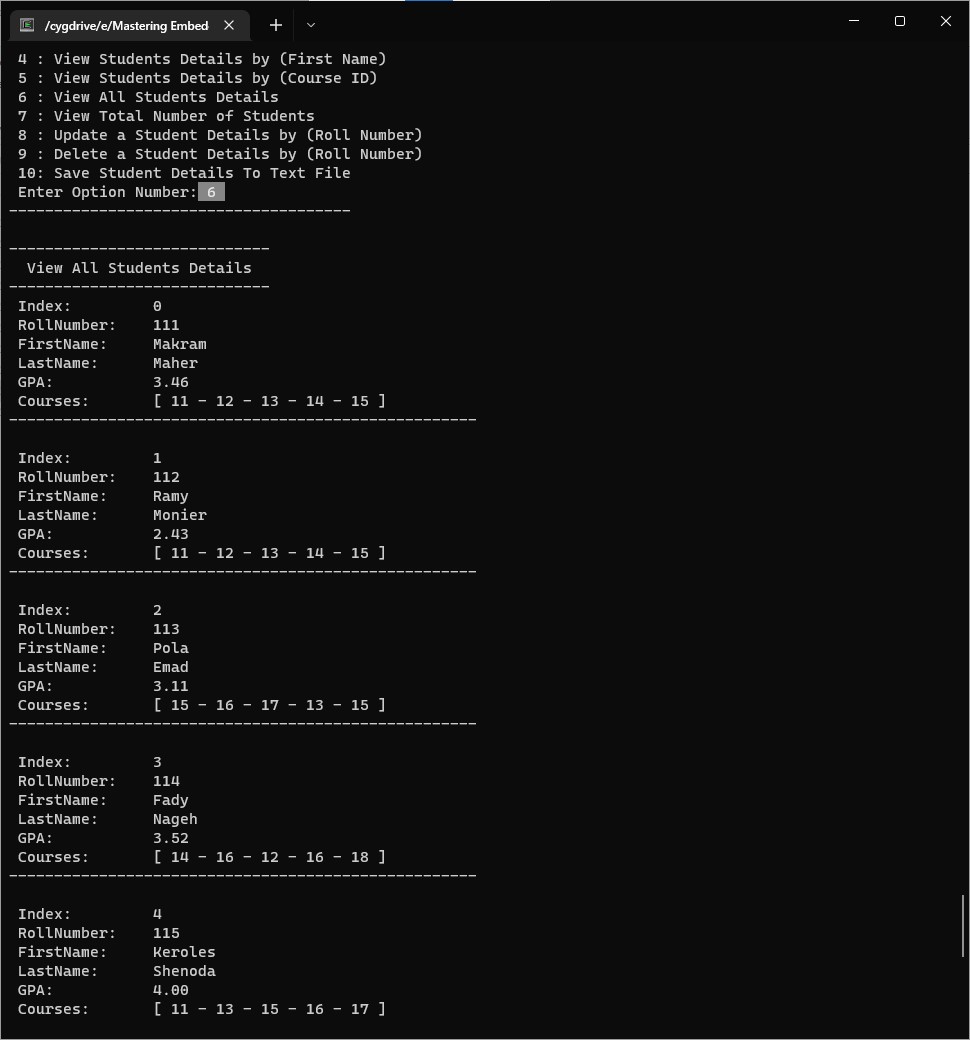 /cygdrive/e/Mastering Embed
4 : View Students Details by (First Name)
5 : View Students Details by (Course ID)
6 : View All Students Details
7 : View Total Number of Students
8 : Update a Student Details by (Roll Number)
9 : Delete a Student Details by (Roll Number)
10: Save Student Details To Text File
Enter Option Number: 6
--------------------------------------
-----------------------------
View All Students Details
-----------------------------
Index: 0
RollNumber: 111
FirstName: Makram
LastName: Maher
GPA: 3.46
Courses: [ 11 - 12 - 13 - 14 - 15 ]
----------------------------------------------------
Index: 1
RollNumber: 112
FirstName: Ramy
LastName: Monier
GPA: 2.43
Courses: [ 11 - 12 - 13 - 14 - 15 ]
----------------------------------------------------
Index: 2
RollNumber: 113
FirstName: Pola
LastName: Emad
GPA: 3.11
Courses: [ 15 - 16 - 17 - 13 - 15 ]
----------------------------------------------------
Index: 3
RollNumber: 114
FirstName: Fady
LastName: Nageh
GPA: 3.52
Courses: [ 14 - 16 - 12 - 16 - 18 ]
----------------------------------------------------
Index: 4
RollNumber: 115
FirstName: Keroles
LastName: Shenoda
GPA: 4.00
Courses: [ 11 - 13 - 15 - 16 - 17 ]